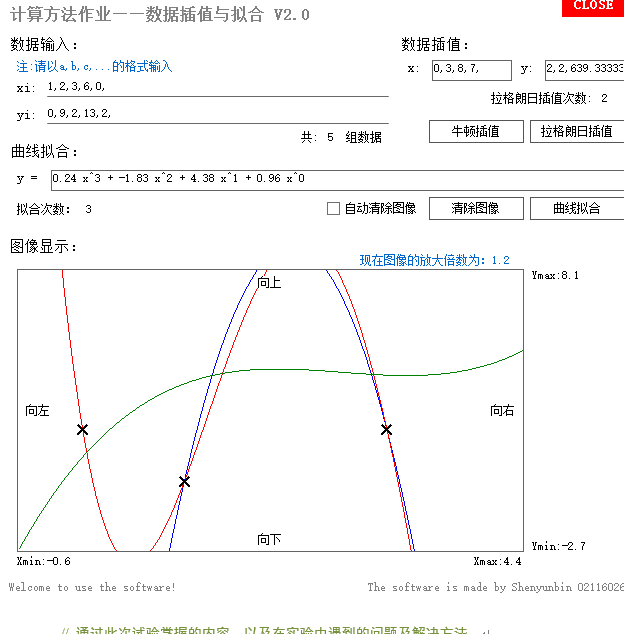 计算方法作业——数据插值与拟合 V2.0
CLOSE
数据输入:
数据插值:
注:请以a,b,c,...的格式输入
x: 0,3,8,7, y: 2,2,639.33333
xi: 1,2,3,6,0,
拉格朗日插值次数: 2
yi: 0,9,2,13,2,
共: 5 组数据
牛顿插值 拉格朗日插值
曲线拟合:
y = 0.24 x^3 + -1.83 x^2 + 4.38 x^1 + 0.96 x^0
拟合次数: 3
自动清除图像 清除图像 曲线拟合
图像显示:
现在图像的放大倍数为: 1.2
Ymax:8.1
向上
向左
向右
向下
Ymin:-2.7
Xmin:-0.6
Xmax:4.4
Welcome to use the software!
The software is made by Shenyunbin 02116026
// 通过此次试验掌握的内容，以及在实验中遇到的问题及解决方法